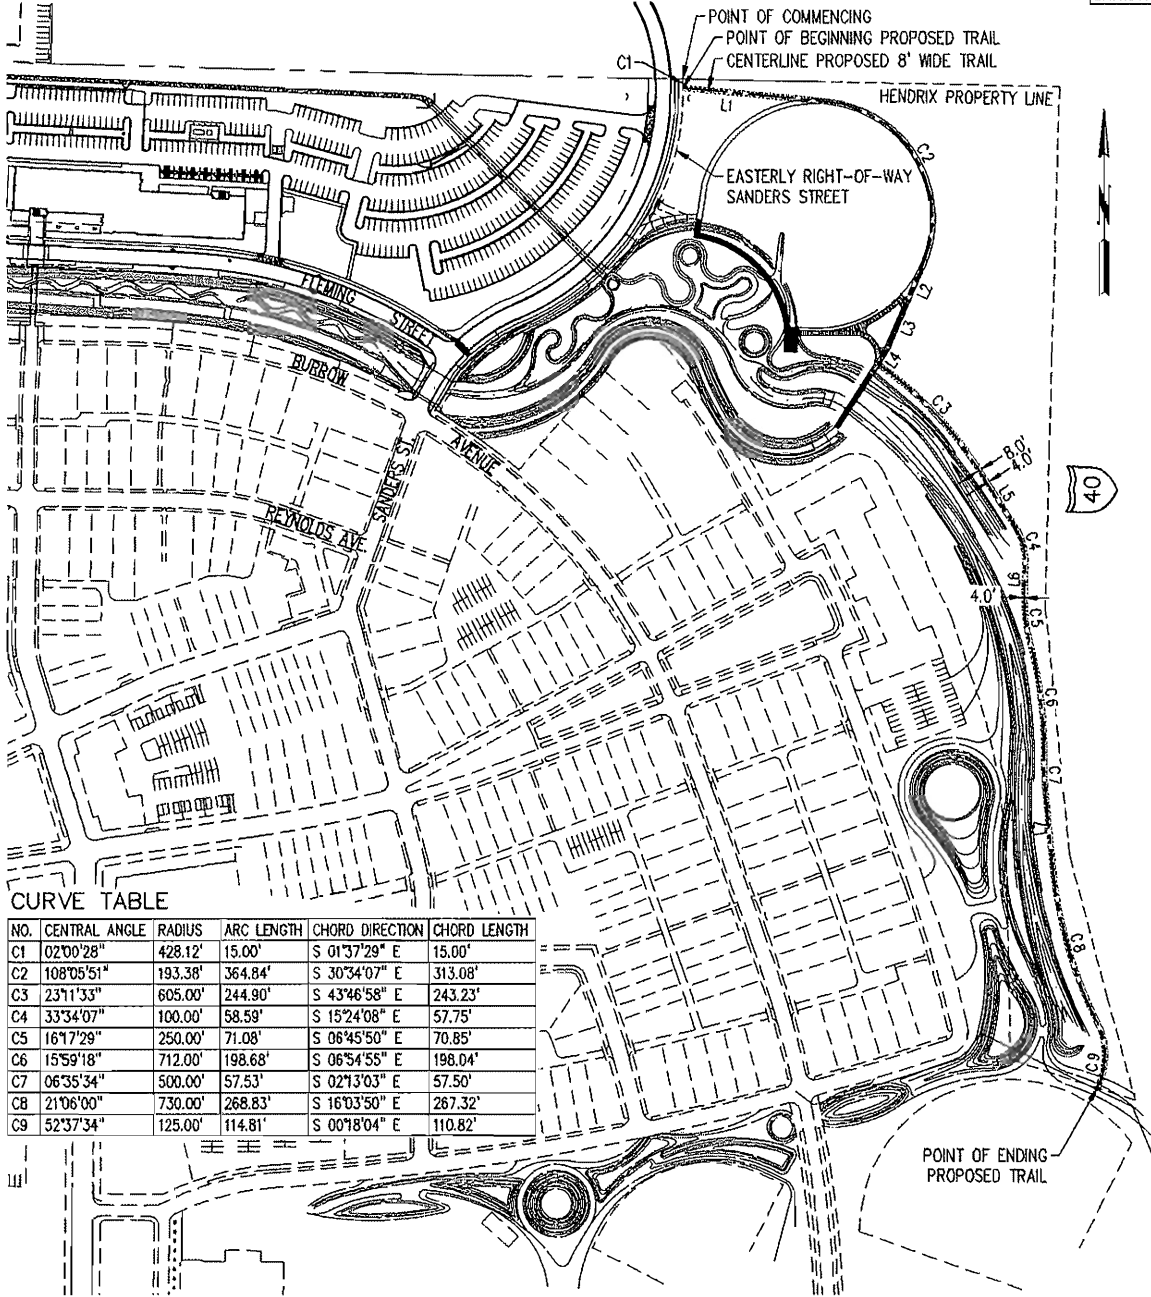 POINT OF COMMENCING
POINT OF BEGINNING PROPOSED TRAIL
C1
CENTERLINE PROPOSED 8' WIDE TRAIL
HENDRIX PROPERTY LINE
L1
C2
EASTERLY RIGHT-OF-WAY
SANDERS STREET
FLEMING
STREET
L2
L3
L4
BURROW
AVENUE
C3
SANDERS ST.
8.0'
4.0'
40
L5
REYNOLDS AVE.
C4
L6
4.0'
C5
C6
C7
L7
C8
C9
POINT OF ENDING
PROPOSED TRAIL
CURVE TABLE
NO. CENTRAL ANGLE RADIUS ARC LENGTH CHORD DIRECTION CHORD LENGTH
C1 02°00'28" 428.12' 15.00' S 01°37'29" E 15.00'
C2 108°05'51" 193.38' 364.84' S 30°34'07" E 313.08'
C3 23°11'33" 605.00' 244.90' S 43°46'58" E 243.23'
C4 33°34'07" 100.00' 58.59' S 15°24'08" E 57.75'
C5 16°17'29" 250.00' 71.08' S 06°45'50" E 70.85'
C6 15°59'18" 712.00' 198.68' S 06°54'55" E 198.04'
C7 06°35'34" 500.00' 57.53' S 02°13'03" E 57.50'
C8 21°06'00" 730.00' 268.83' S 16°03'50" E 267.32'
C9 52°37'34" 125.00' 114.81' S 00°18'04" E 110.82'